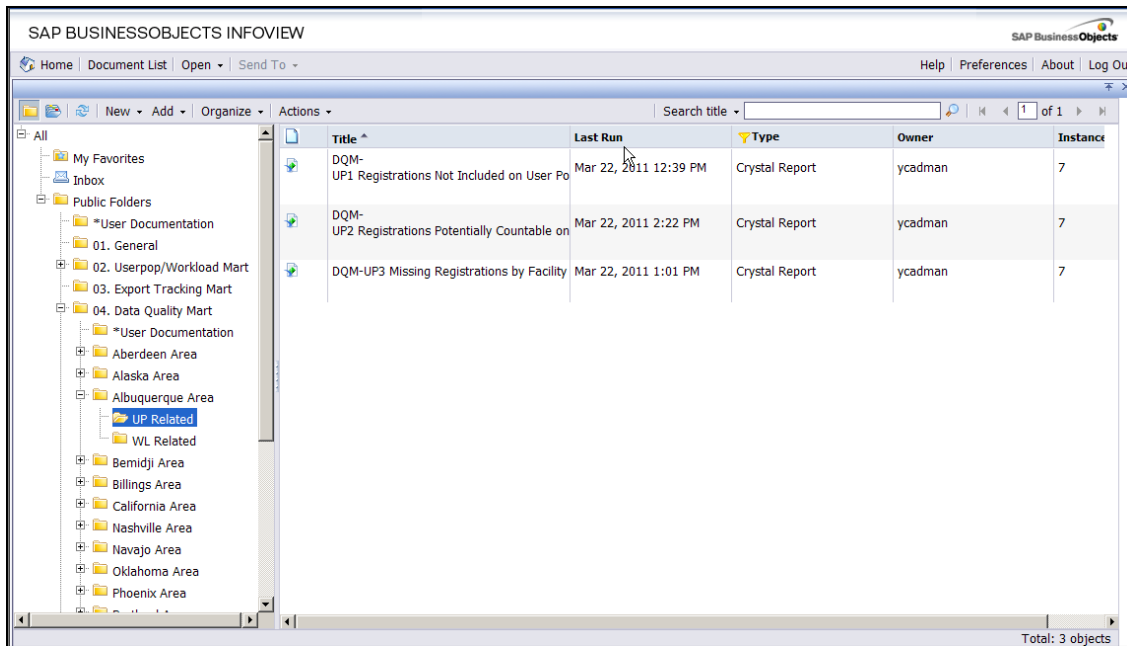 SAP BUSINESSOBJECTS INFOVIEW
SAP BusinessObjects
Home Document List Open Send To
Help Preferences About Log Ou
New Add Organize Actions Search title 1 of 1
All
My Favorites
Inbox
Public Folders
*User Documentation
01. General
02. Userpop/Workload Mart
03. Export Tracking Mart
04. Data Quality Mart
*User Documentation
Aberdeen Area
Alaska Area
Albuquerque Area
UP Related
WL Related
Bemidji Area
Billings Area
California Area
Nashville Area
Navajo Area
Oklahoma Area
Phoenix Area
Title Last Run Type Owner Instance
DQM-
UP1 Registrations Not Included on User Po Mar 22, 2011 12:39 PM Crystal Report ycadman 7
DQM-
UP2 Registrations Potentially Countable on Mar 22, 2011 2:22 PM Crystal Report ycadman 7
DQM-UP3 Missing Registrations by Facility Mar 22, 2011 1:01 PM Crystal Report ycadman 7
Total: 3 objects